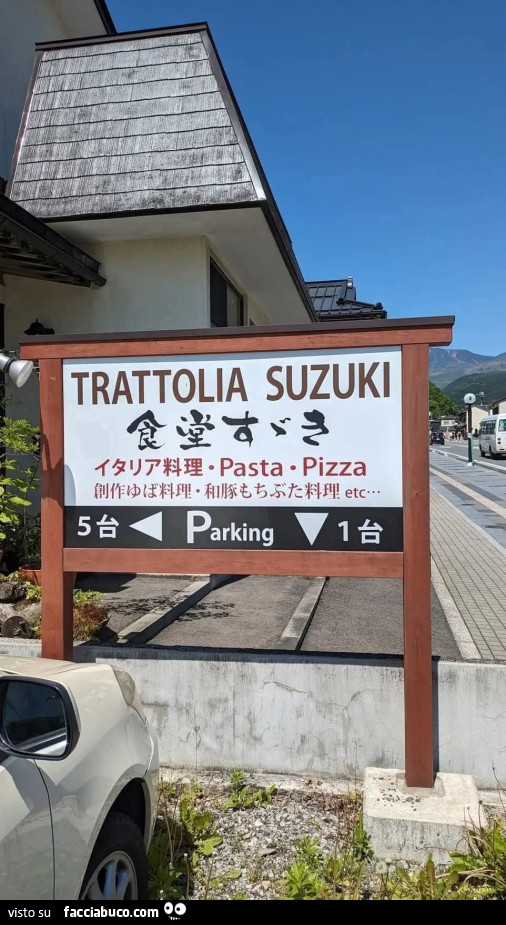 TRATTOLIA SUZUKI
食堂すゞき
イタリア料理・Pasta・Pizza
創作ゆば料理・和豚もちぶた料理 etc…
5台 ◀ Parking ▼ 1台
visto su facciabuco.com